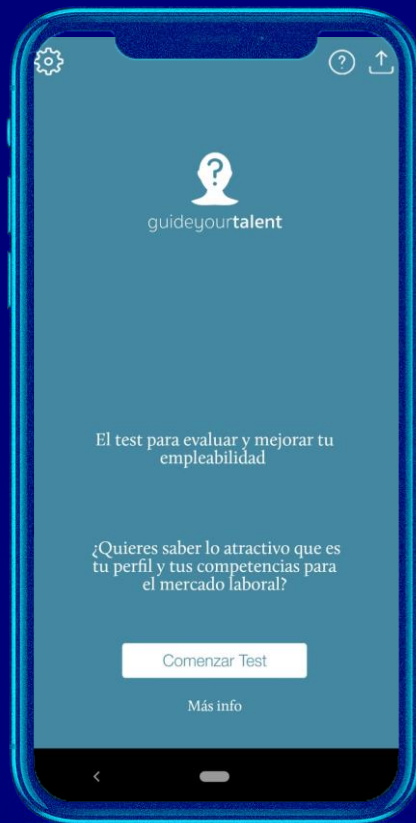 guideyourtalent
El test para evaluar y mejorar tu
empleabilidad
¿Quieres saber lo atractivo que es
tu perfil y tus competencias para
el mercado laboral?
Comenzar Test
Más info